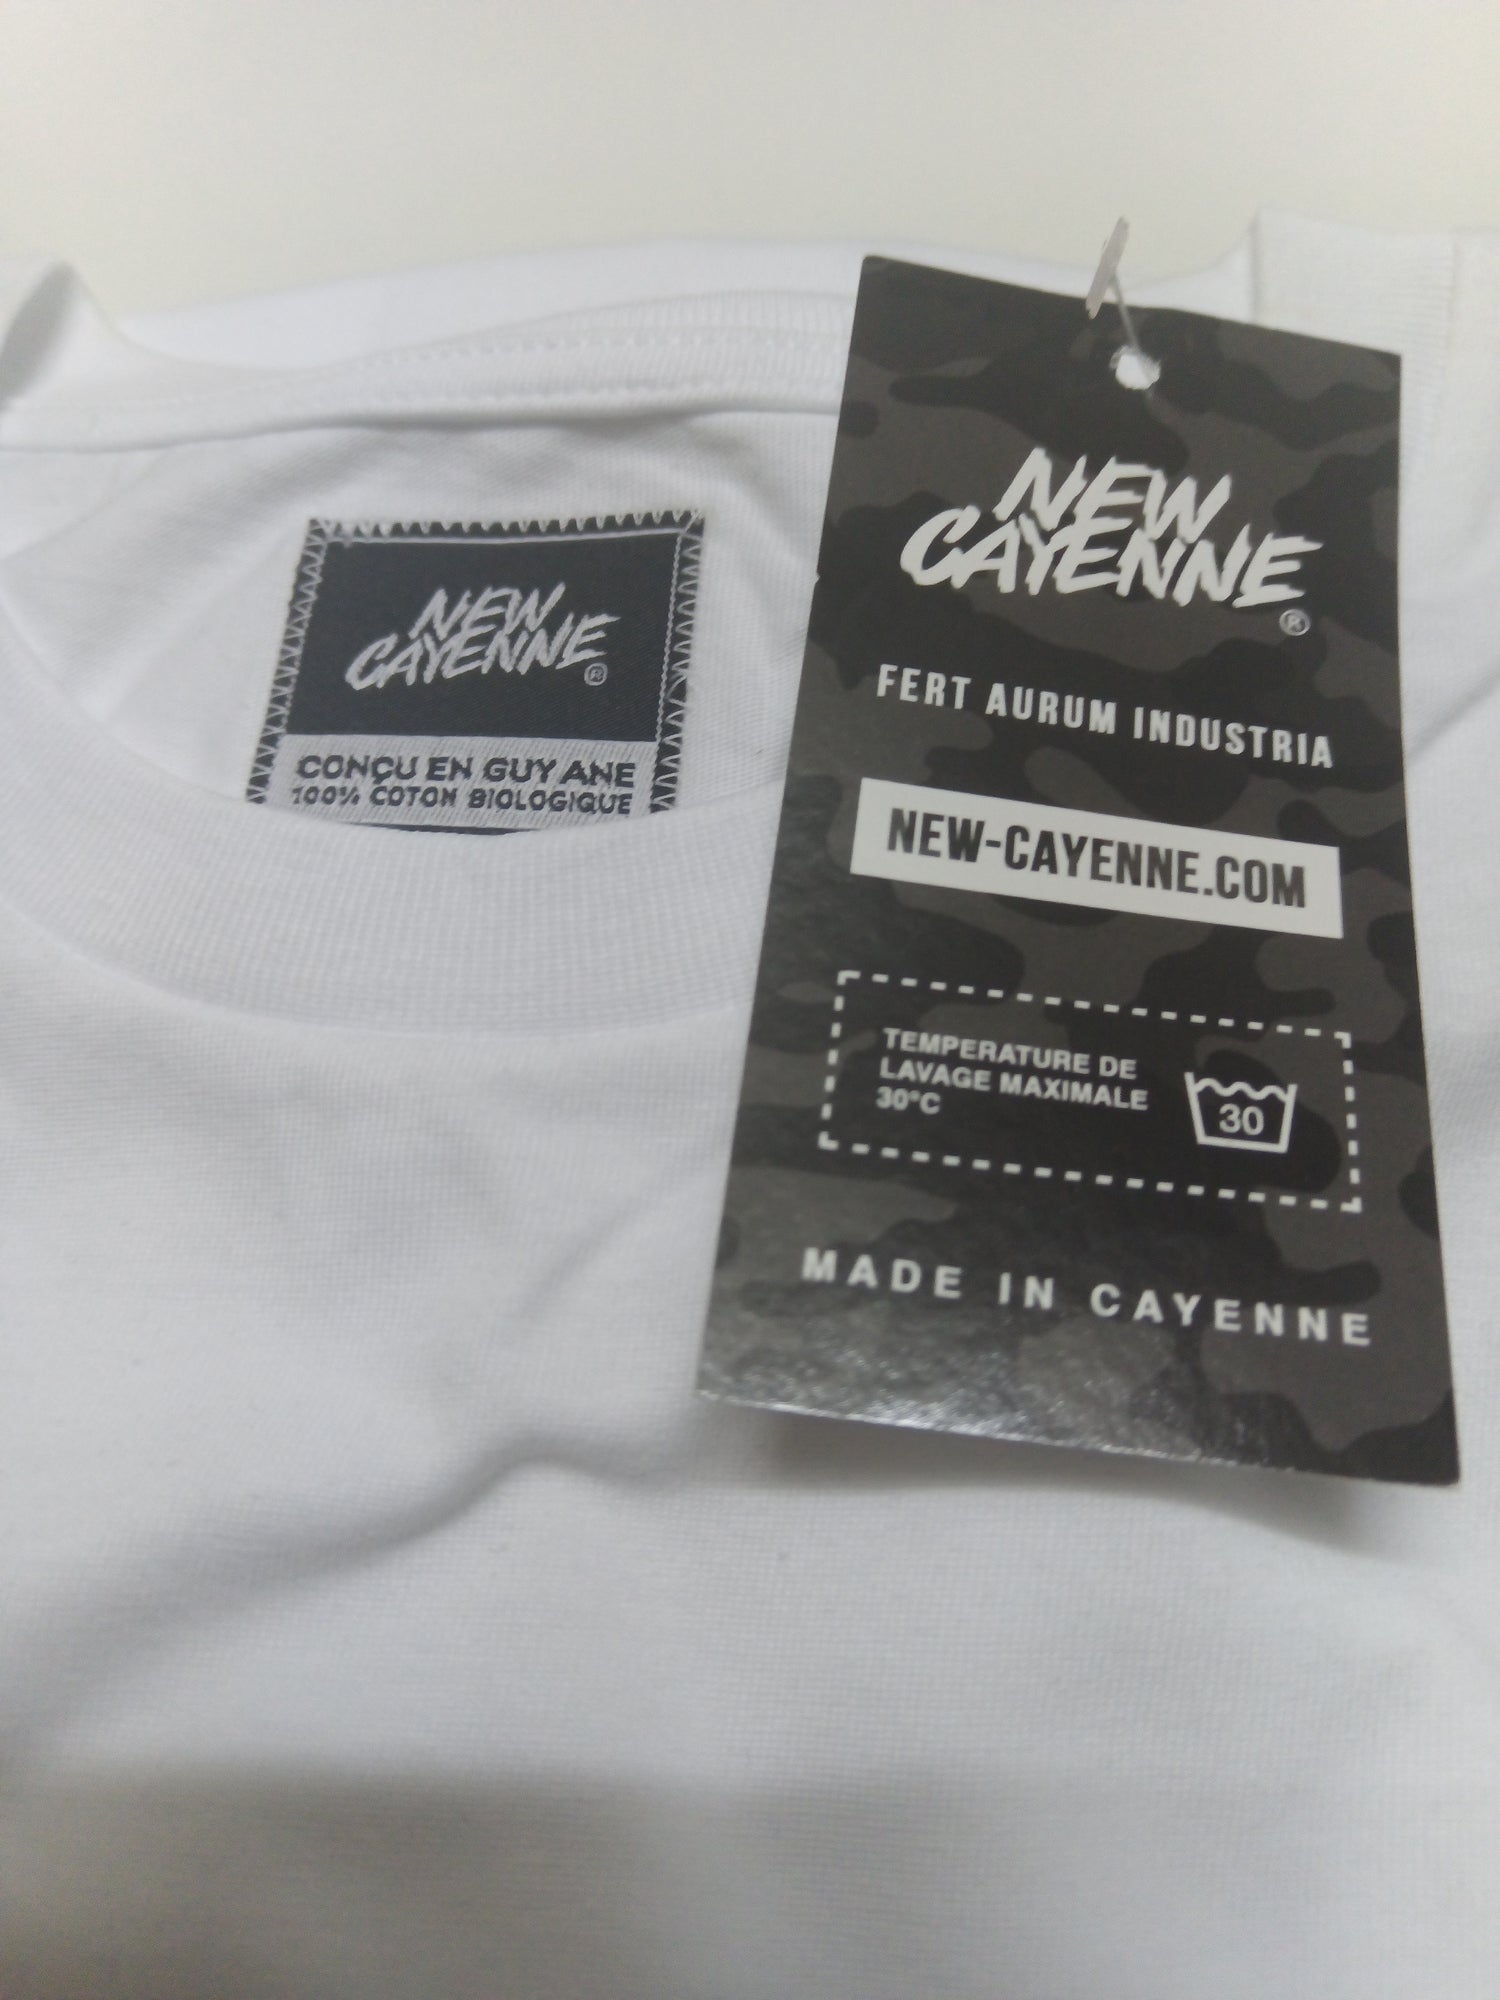 NEW
CAYENNE
®
CONÇU EN GUYANE
100% COTON BIOLOGIQUE
NEW
CAYENNE
®
FERT AURUM INDUSTRIA
NEW-CAYENNE.COM
TEMPERATURE DE
LAVAGE MAXIMALE
30°C
30
MADE IN CAYENNE